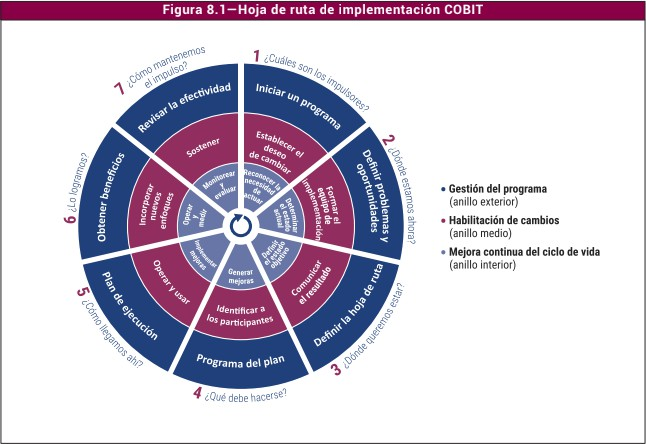 Figura 8.1—Hoja de ruta de implementación COBIT
1 ¿Cuáles son los impulsores?
Iniciar un programa
Establecer el
deseo
de cambiar
Reconocer la
necesidad
de
actuar
2 ¿Dónde estamos ahora?
Definir problemas y
oportunidades
Formar el
equipo de
implementación
Determinar
el estado
actual
3 ¿Dónde queremos estar?
Definir la hoja de ruta
Comunicar
el resultado
Definir
el estado
objetivo
4 ¿Qué debe hacerse?
Programa del plan
Identificar a
los participantes
Generar
mejoras
5 ¿Cómo llegamos ahí?
Plan de ejecución
Operar y usar
Implementar
mejoras
6 ¿Lo logramos?
Obtener beneficios
Incorporar
nuevos
enfoques
Operar
y
medir
7 ¿Cómo mantenemos
el impulso?
Revisar la efectividad
Sostener
Monitorear
y
evaluar
Gestión del programa
(anillo exterior)
Habilitación de cambios
(anillo medio)
Mejora continua del ciclo de vida
(anillo interior)